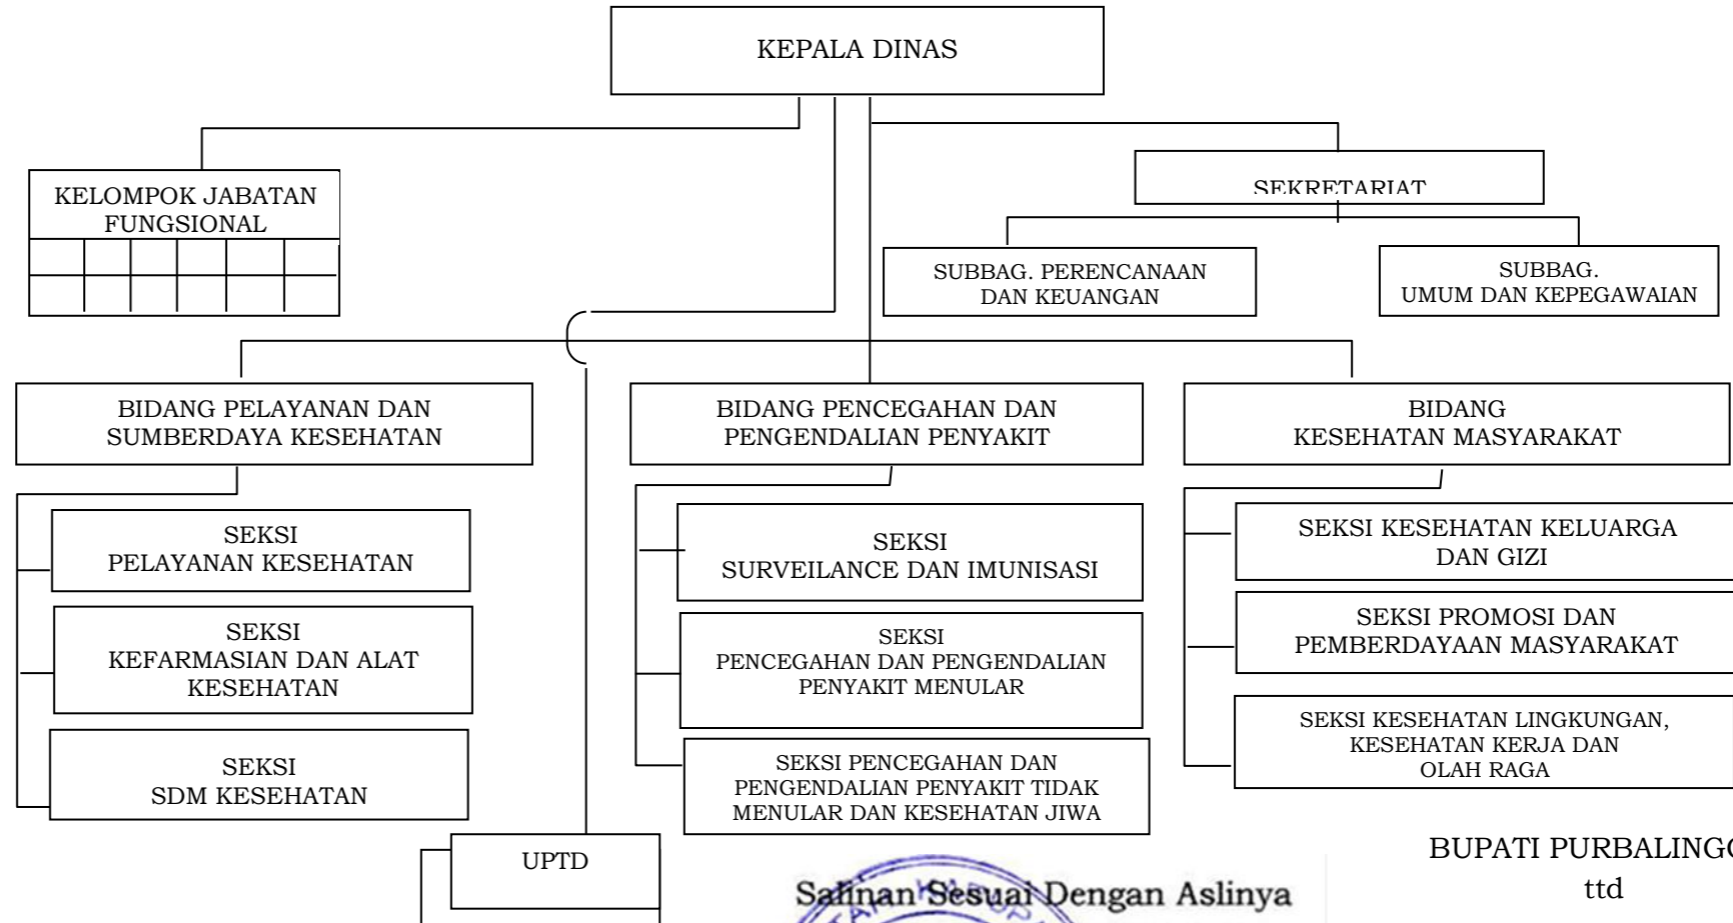 KEPALA DINAS
KELOMPOK JABATAN
FUNGSIONAL
SEKRETARIAT
SUBBAG. PERENCANAAN
DAN KEUANGAN
SUBBAG.
UMUM DAN KEPEGAWAIAN
BIDANG PELAYANAN DAN
SUMBERDAYA KESEHATAN
BIDANG PENCEGAHAN DAN
PENGENDALIAN PENYAKIT
BIDANG
KESEHATAN MASYARAKAT
SEKSI
PELAYANAN KESEHATAN
SEKSI
KEFARMASIAN DAN ALAT
KESEHATAN
SEKSI
SDM KESEHATAN
SEKSI
SURVEILANCE DAN IMUNISASI
SEKSI
PENCEGAHAN DAN PENGENDALIAN
PENYAKIT MENULAR
SEKSI PENCEGAHAN DAN
PENGENDALIAN PENYAKIT TIDAK
MENULAR DAN KESEHATAN JIWA
SEKSI KESEHATAN KELUARGA
DAN GIZI
SEKSI PROMOSI DAN
PEMBERDAYAAN MASYARAKAT
SEKSI KESEHATAN LINGKUNGAN,
KESEHATAN KERJA DAN
OLAH RAGA
UPTD
Salinan Sesuai Dengan Aslinya
BUPATI
ttd